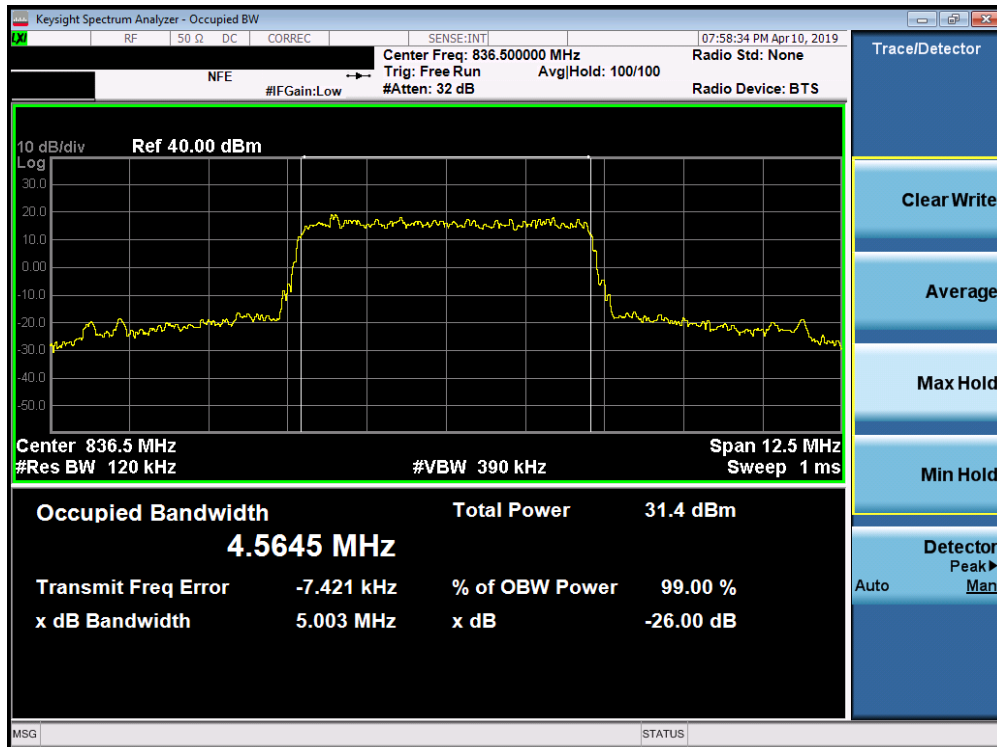 Keysight Spectrum Analyzer - Occupied BW
LXI RF 50 Ω DC CORREC SENSE:INT 07:58:34 PM Apr 10, 2019
Center Freq: 836.500000 MHz Radio Std: None
NFE Trig: Free Run Avg|Hold: 100/100
#IFGain:Low #Atten: 32 dB Radio Device: BTS
Trace/Detector
10 dB/div Ref 40.00 dBm
Log
30.0
20.0
10.0
0.00
-10.0
-20.0
-30.0
-40.0
-50.0
Center 836.5 MHz Span 12.5 MHz
#Res BW 120 kHz #VBW 390 kHz Sweep 1 ms
Occupied Bandwidth Total Power 31.4 dBm
4.5645 MHz
Transmit Freq Error -7.421 kHz % of OBW Power 99.00 %
x dB Bandwidth 5.003 MHz x dB -26.00 dB
Clear Write
Average
Max Hold
Min Hold
Detector
Peak▶
Auto Man
MSG STATUS